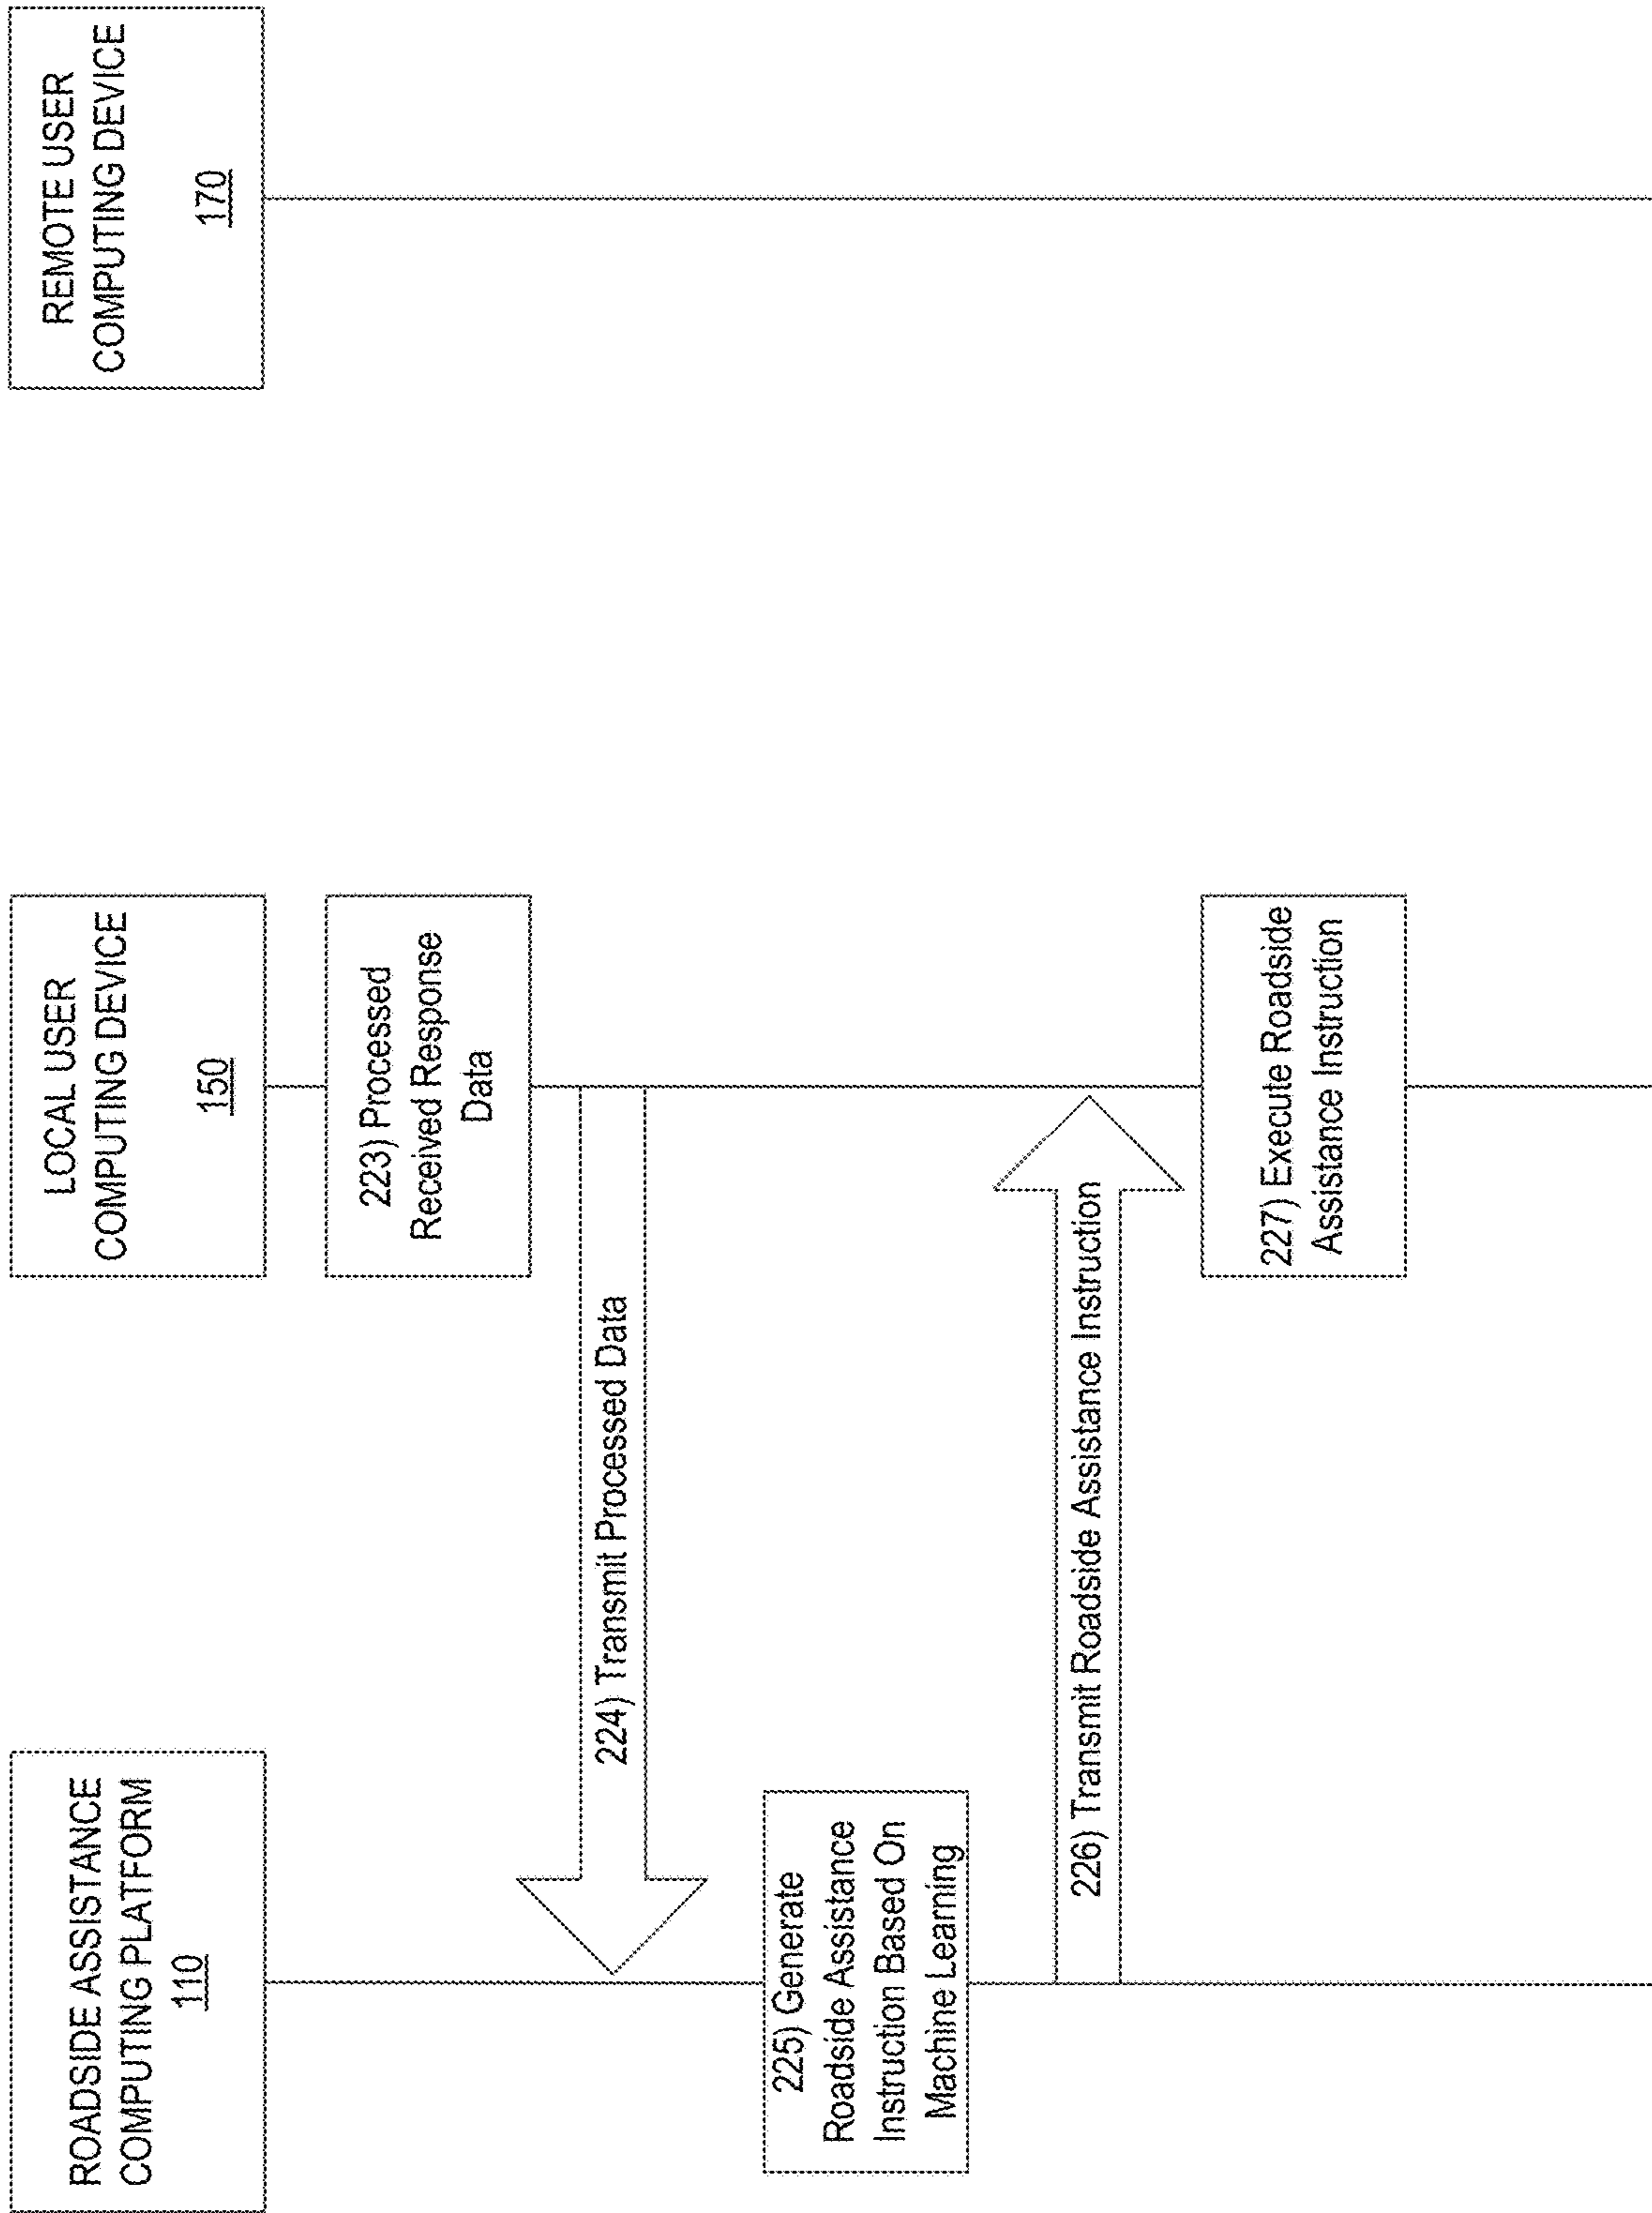 ROADSIDE ASSISTANCE
COMPUTING PLATFORM
110
LOCAL USER
COMPUTING DEVICE
150
REMOTE USER
COMPUTING DEVICE
170
223) Processed
Received Response
Data
224) Transmit Processed Data
225) Generate
Roadside Assistance
Instruction Based On
Machine Learning
226) Transmit Roadside Assistance Instruction
227) Execute Roadside
Assistance Instruction